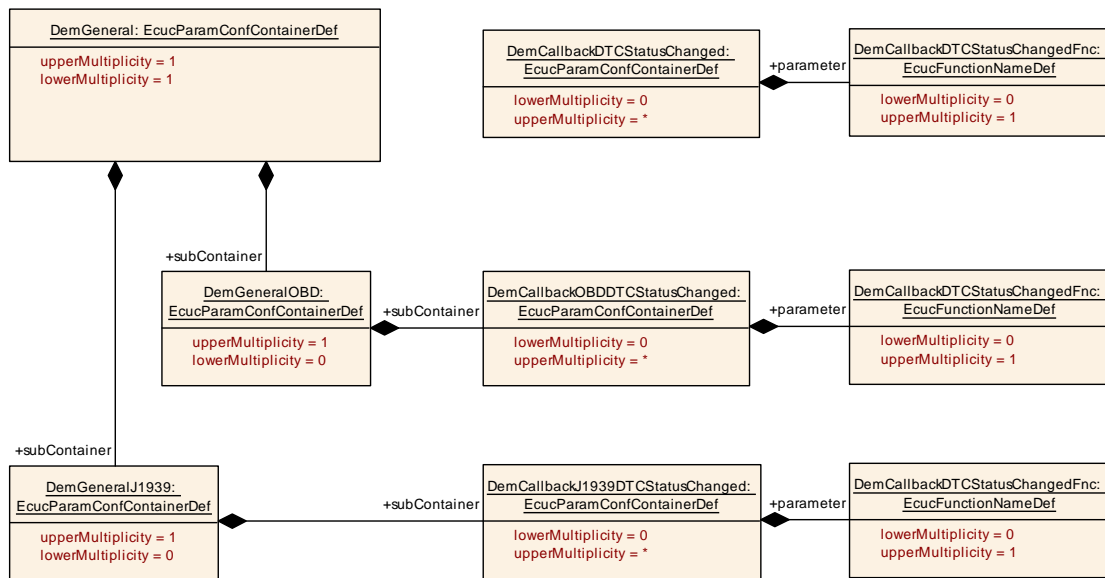 DemGeneral: EcucParamConfContainerDef
upperMultiplicity = 1
lowerMultiplicity = 1
DemCallbackDTCStatusChanged:
EcucParamConfContainerDef
lowerMultiplicity = 0
upperMultiplicity = *
+parameter
DemCallbackDTCStatusChangedFnc:
EcucFunctionNameDef
lowerMultiplicity = 0
upperMultiplicity = 1
+subContainer
DemGeneralOBD:
EcucParamConfContainerDef
upperMultiplicity = 1
lowerMultiplicity = 0
+subContainer
DemCallbackOBDDTCStatusChanged:
EcucParamConfContainerDef
lowerMultiplicity = 0
upperMultiplicity = *
+parameter
DemCallbackDTCStatusChangedFnc:
EcucFunctionNameDef
lowerMultiplicity = 0
upperMultiplicity = 1
+subContainer
DemGeneralJ1939:
EcucParamConfContainerDef
upperMultiplicity = 1
lowerMultiplicity = 0
+subContainer
DemCallbackJ1939DTCStatusChanged:
EcucParamConfContainerDef
lowerMultiplicity = 0
upperMultiplicity = *
+parameter
DemCallbackDTCStatusChangedFnc:
EcucFunctionNameDef
lowerMultiplicity = 0
upperMultiplicity = 1